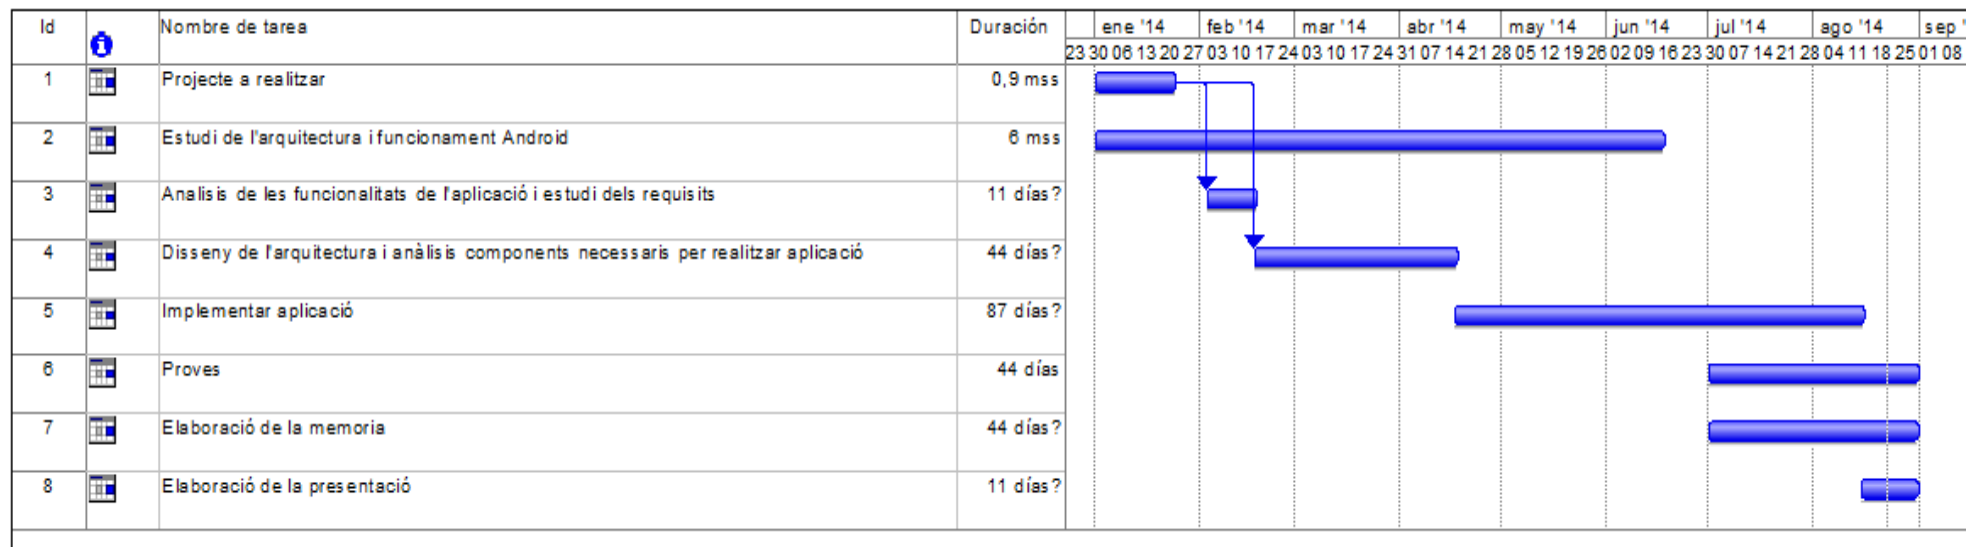 Id Nombre de tarea Duración ene '14 feb '14 mar '14 abr '14 may '14 jun '14 jul '14 ago '14 sep '
23 30 06 13 20 27 03 10 17 24 03 10 17 24 31 07 14 21 28 05 12 19 26 02 09 16 23 30 07 14 21 28 04 11 18 25 01 08
1 Projecte a realitzar 0,9 mss
2 Estudi de l'arquitectura i funcionament Android 6 mss
3 Analisis de les funcionalitats de l'aplicació i estudi dels requisits 11 días?
4 Disseny de l'arquitectura i anàlisis components necessaris per realitzar aplicació 44 días?
5 Implementar aplicació 87 días?
6 Proves 44 días
7 Elaboració de la memoria 44 días?
8 Elaboració de la presentació 11 días?